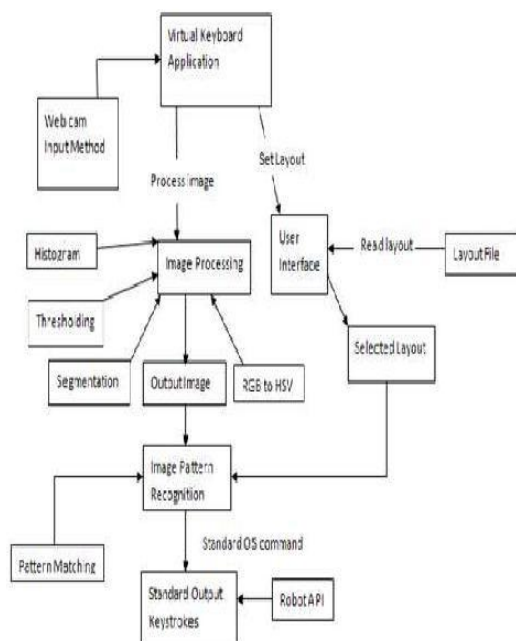 Virtual Keyboard
Application
Webcam
Input Method
Set Layout
Process image
User
Interface
Read layout
Layout File
Histogram
Image Processing
Thresholding
Selected Layout
Segmentation
Output Image
RGB to HSV
Image Pattern
Recognition
Standard OS command
Pattern Matching
Standard Output
Keystrokes
Robot API